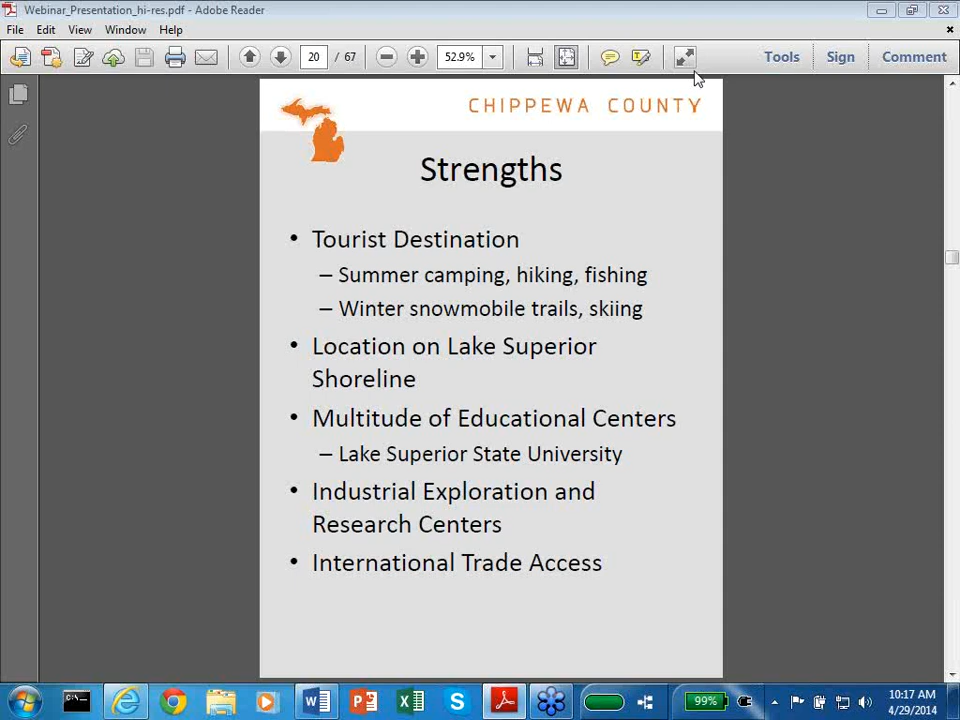 Webinar_Presentation_hi-res.pdf - Adobe Reader
File Edit View Window Help
20 / 67 52.9% Tools Sign Comment
CHIPPEWA COUNTY
Strengths
• Tourist Destination
– Summer camping, hiking, fishing
– Winter snowmobile trails, skiing
• Location on Lake Superior
Shoreline
• Multitude of Educational Centers
– Lake Superior State University
• Industrial Exploration and
Research Centers
• International Trade Access
99% 10:17 AM
4/29/2014